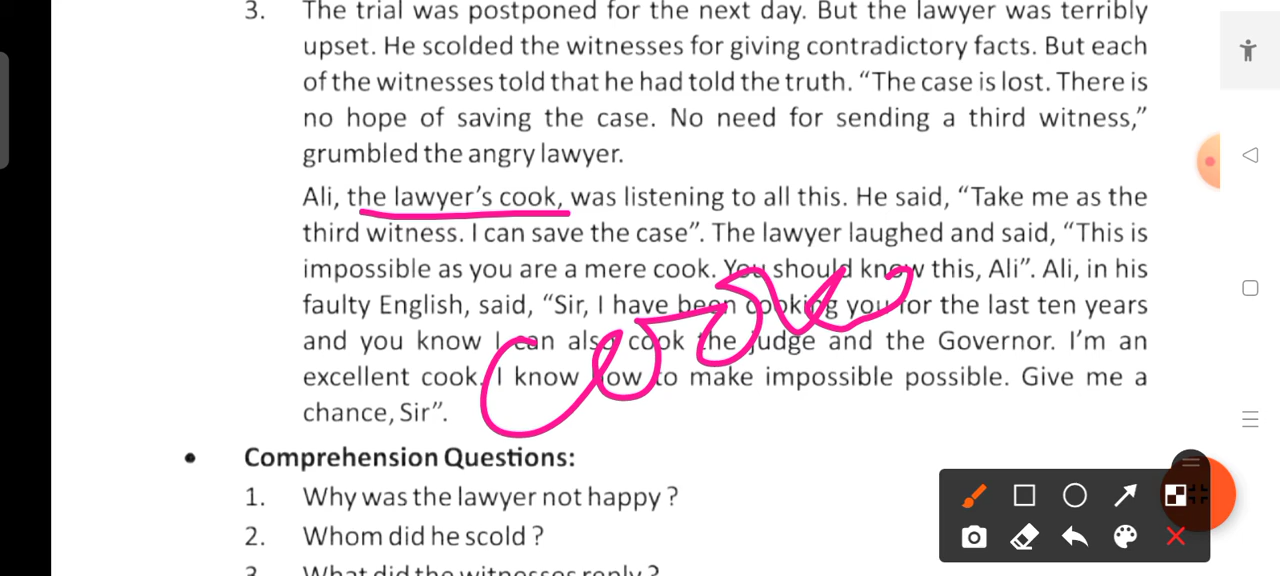 3. The trial was postponed for the next day. But the lawyer was terribly
upset. He scolded the witnesses for giving contradictory facts. But each
of the witnesses told that he had told the truth. “The case is lost. There is
no hope of saving the case. No need for sending a third witness,”
grumbled the angry lawyer.
Ali, the lawyer’s cook, was listening to all this. He said, “Take me as the
third witness. I can save the case”. The lawyer laughed and said, “This is
impossible as you are a mere cook. You should know this, Ali”. Ali, in his
faulty English, said, “Sir, I have been cooking you for the last ten years
and you know I can also cook the judge and the Governor. I’m an
excellent cook. I know how to make impossible possible. Give me a
chance, Sir”.
• Comprehension Questions:
1. Why was the lawyer not happy ?
2. Whom did he scold ?
3. What did the witnesses reply ?